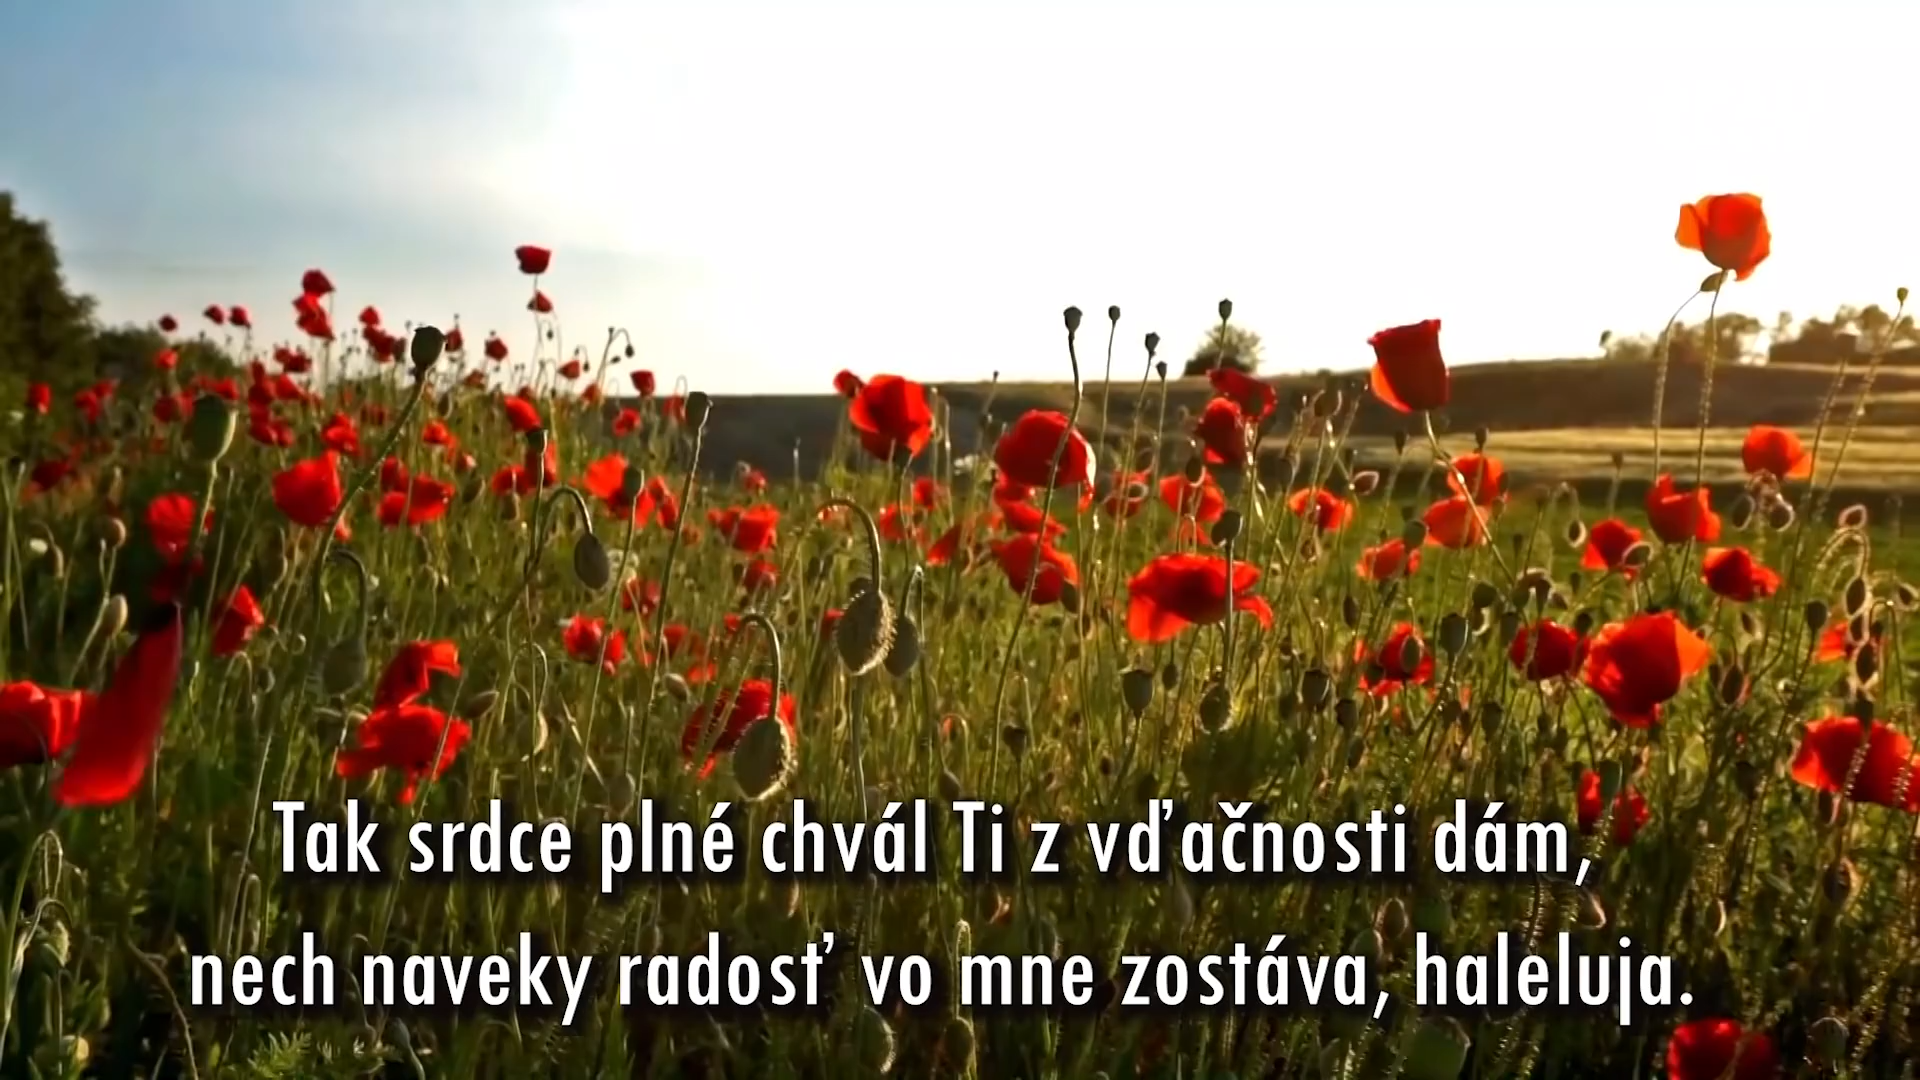 Tak srdce plné chvál Ti z vďačnosti dám,
nech naveky radosť vo mne zostáva, haleluja.